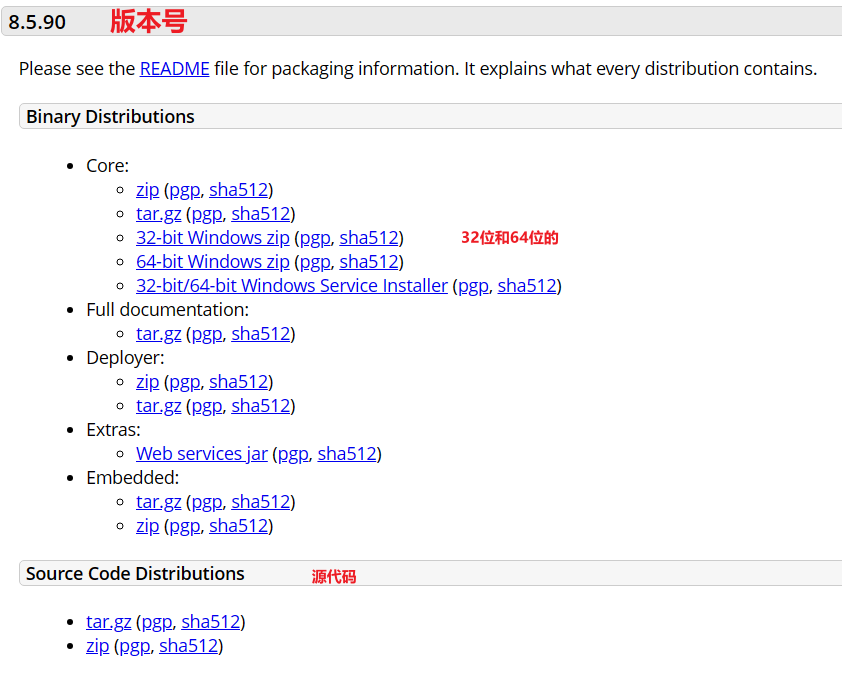 8.5.90 版本号
Please see the README file for packaging information. It explains what every distribution contains.
Binary Distributions
Core:
zip (pgp, sha512)
tar.gz (pgp, sha512)
32-bit Windows zip (pgp, sha512) 32位和64位的
64-bit Windows zip (pgp, sha512)
32-bit/64-bit Windows Service Installer (pgp, sha512)
Full documentation:
tar.gz (pgp, sha512)
Deployer:
zip (pgp, sha512)
tar.gz (pgp, sha512)
Extras:
Web services jar (pgp, sha512)
Embedded:
tar.gz (pgp, sha512)
zip (pgp, sha512)
Source Code Distributions 源代码
tar.gz (pgp, sha512)
zip (pgp, sha512)